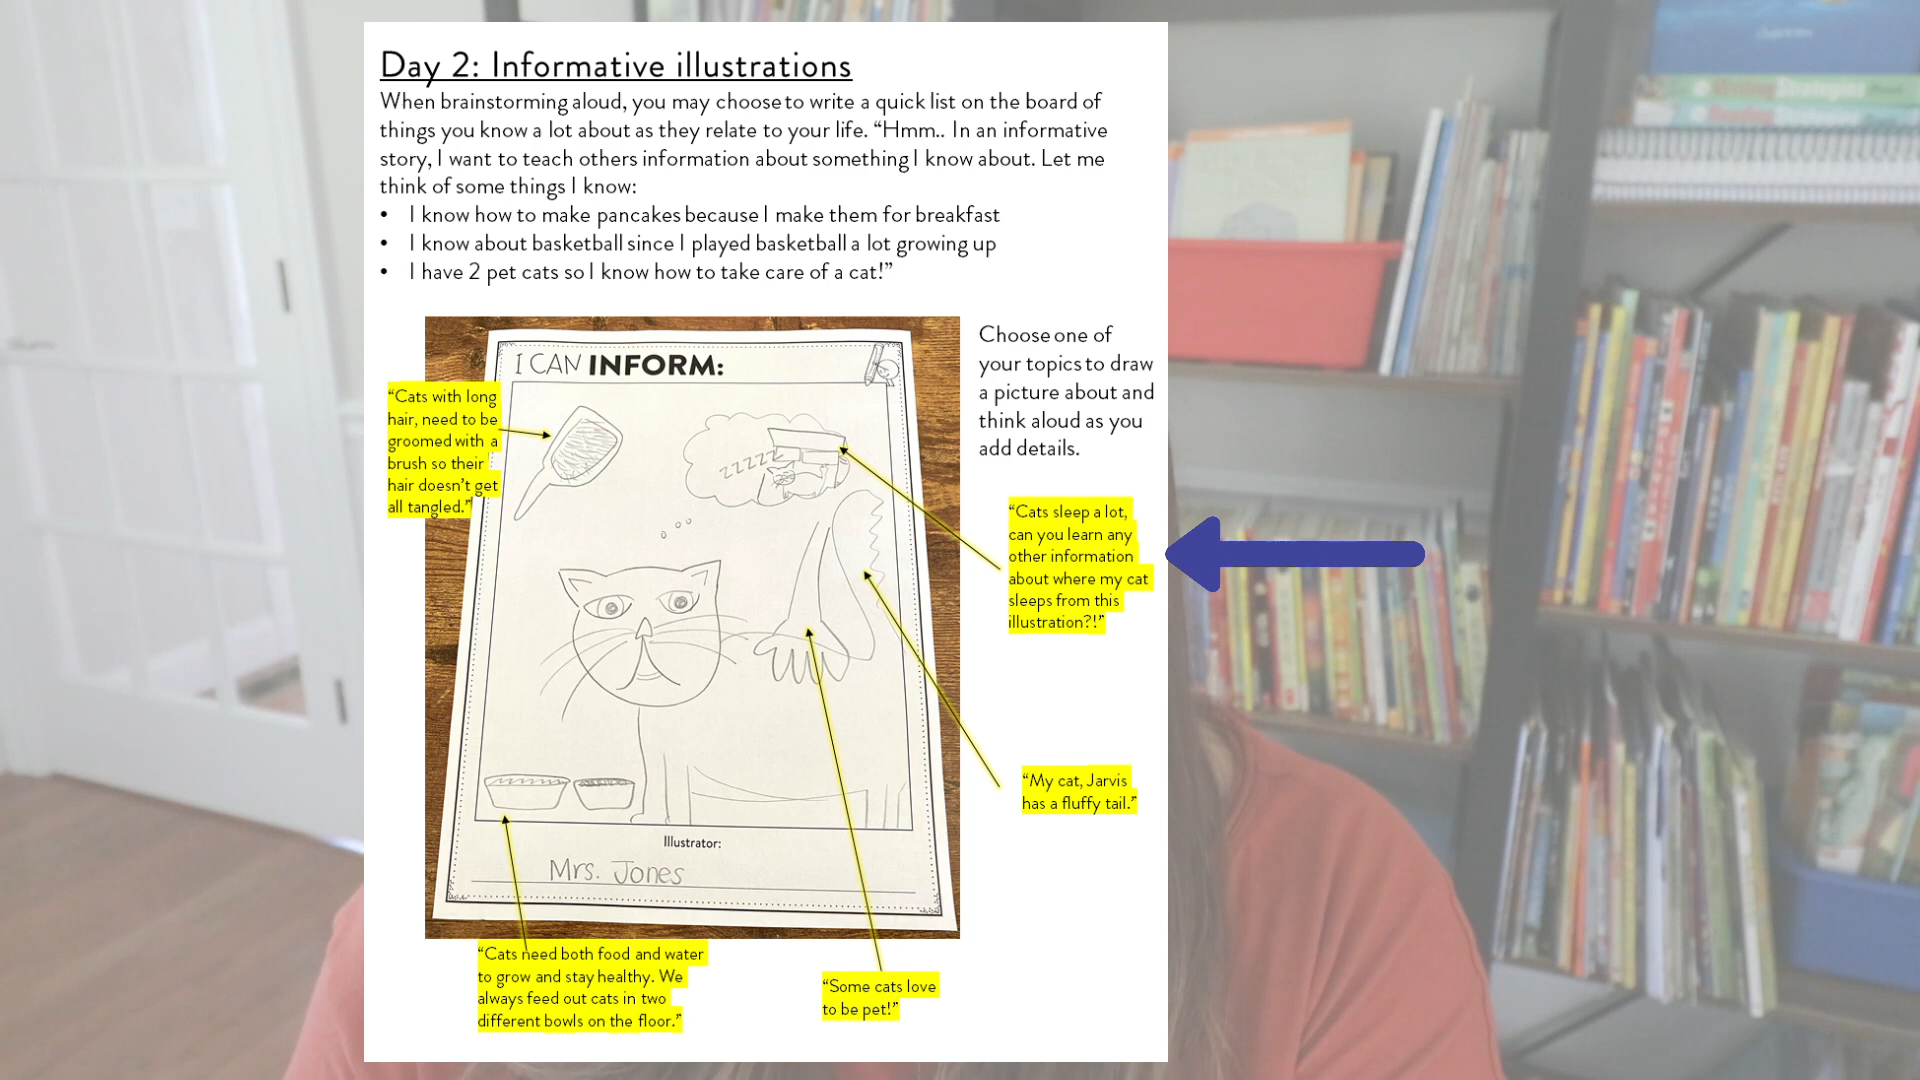 Day 2: Informative illustrations
When brainstorming aloud, you may choose to write a quick list on the board of
things you know a lot about as they relate to your life. “Hmm.. In an informative
story, I want to teach others information about something I know about. Let me
think of some things I know:
• I know how to make pancakes because I make them for breakfast
• I know about basketball since I played basketball a lot growing up
• I have 2 pet cats so I know how to take care of a cat!”
Choose one of
your topics to draw
a picture about and
think aloud as you
add details.
I CAN INFORM:
“Cats with long
hair, need to be
groomed with a
brush so their
hair doesn’t get
all tangled.”
zzzzz
“Cats sleep a lot,
can you learn any
other information
about where my cat
sleeps from this
illustration?!”
“My cat, Jarvis
has a fluffy tail.”
Illustrator:
Mrs. Jones
“Cats need both food and water
to grow and stay healthy. We
always feed out cats in two
different bowls on the floor.”
“Some cats love
to be pet!”
Writing Strategies
Reading Strategies